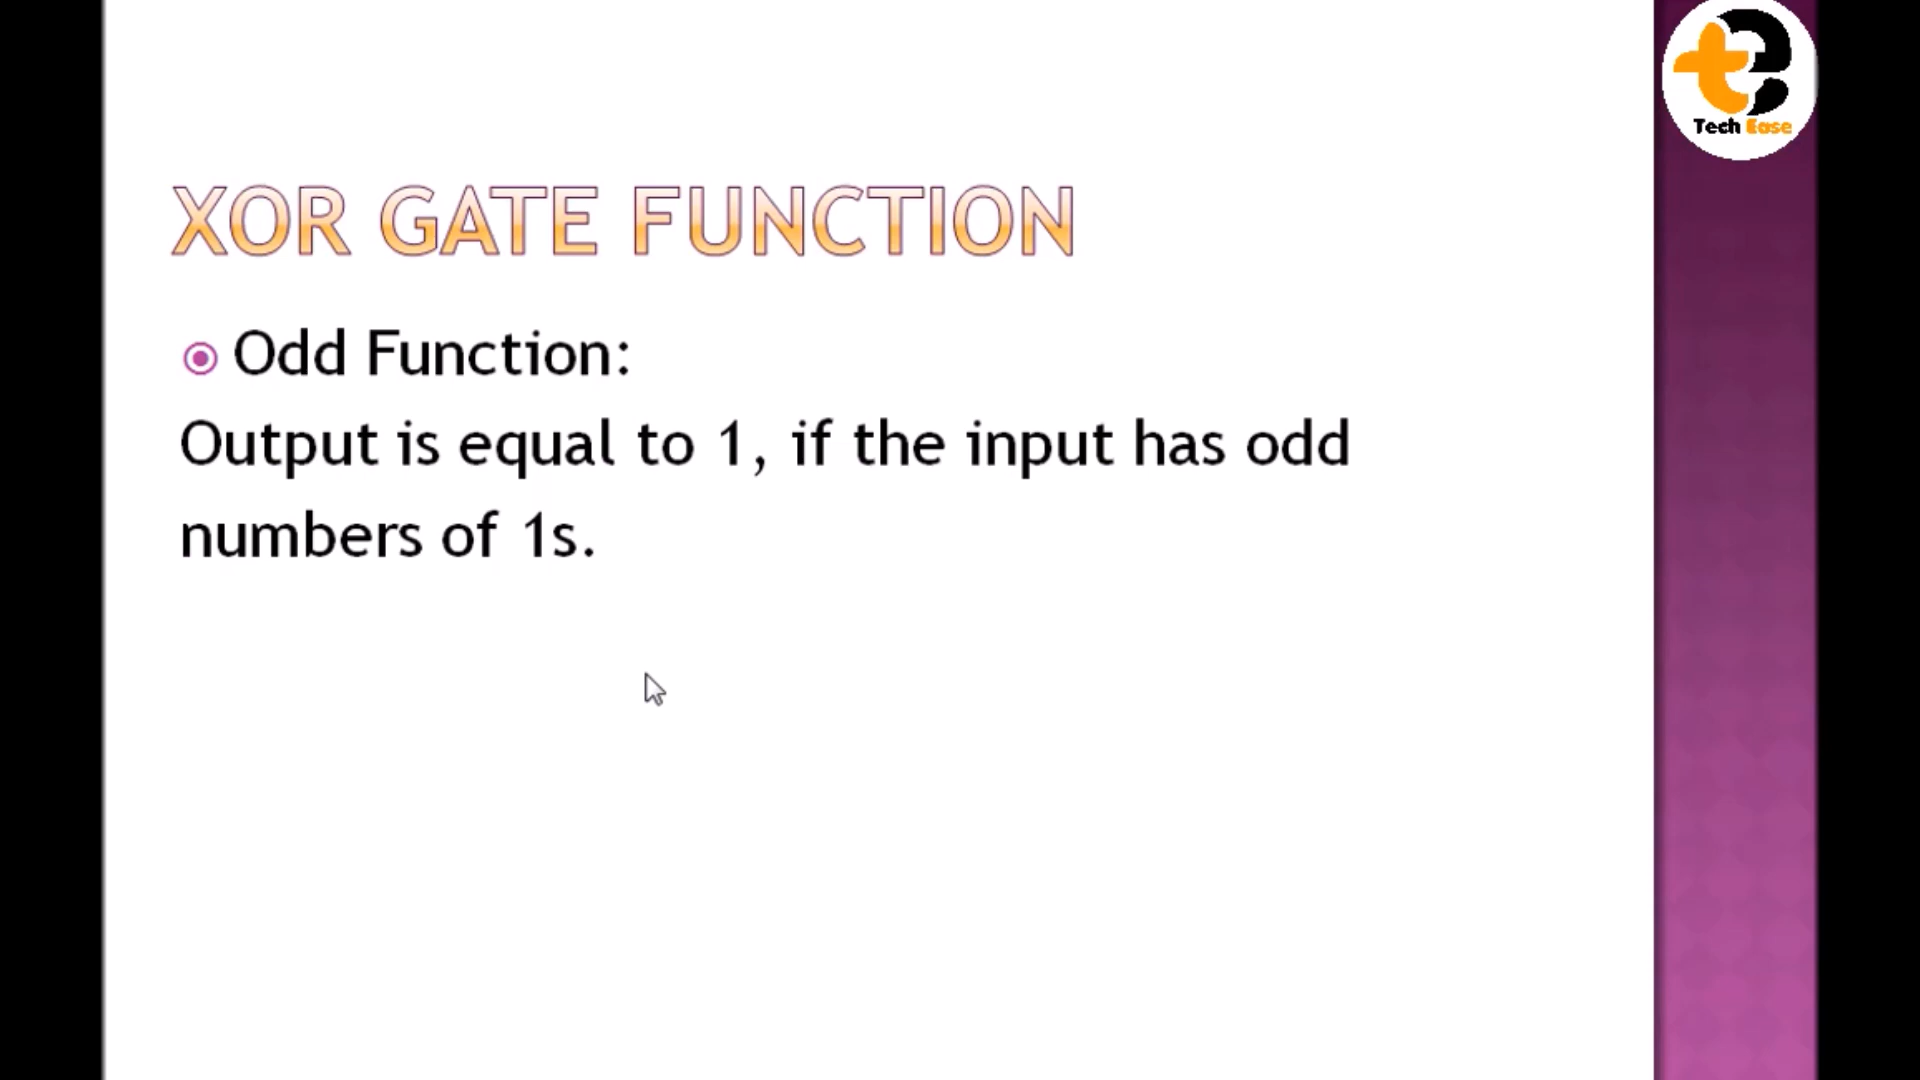 Tech Ease
XOR GATE FUNCTION
Odd Function:
Output is equal to 1, if the input has odd
numbers of 1s.